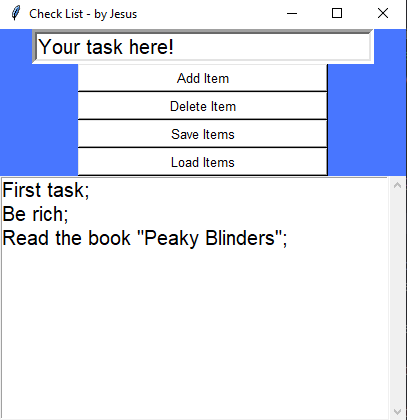 Check List - by Jesus
Your task here!
Add Item
Delete Item
Save Items
Load Items
First task;
Be rich;
Read the book "Peaky Blinders";